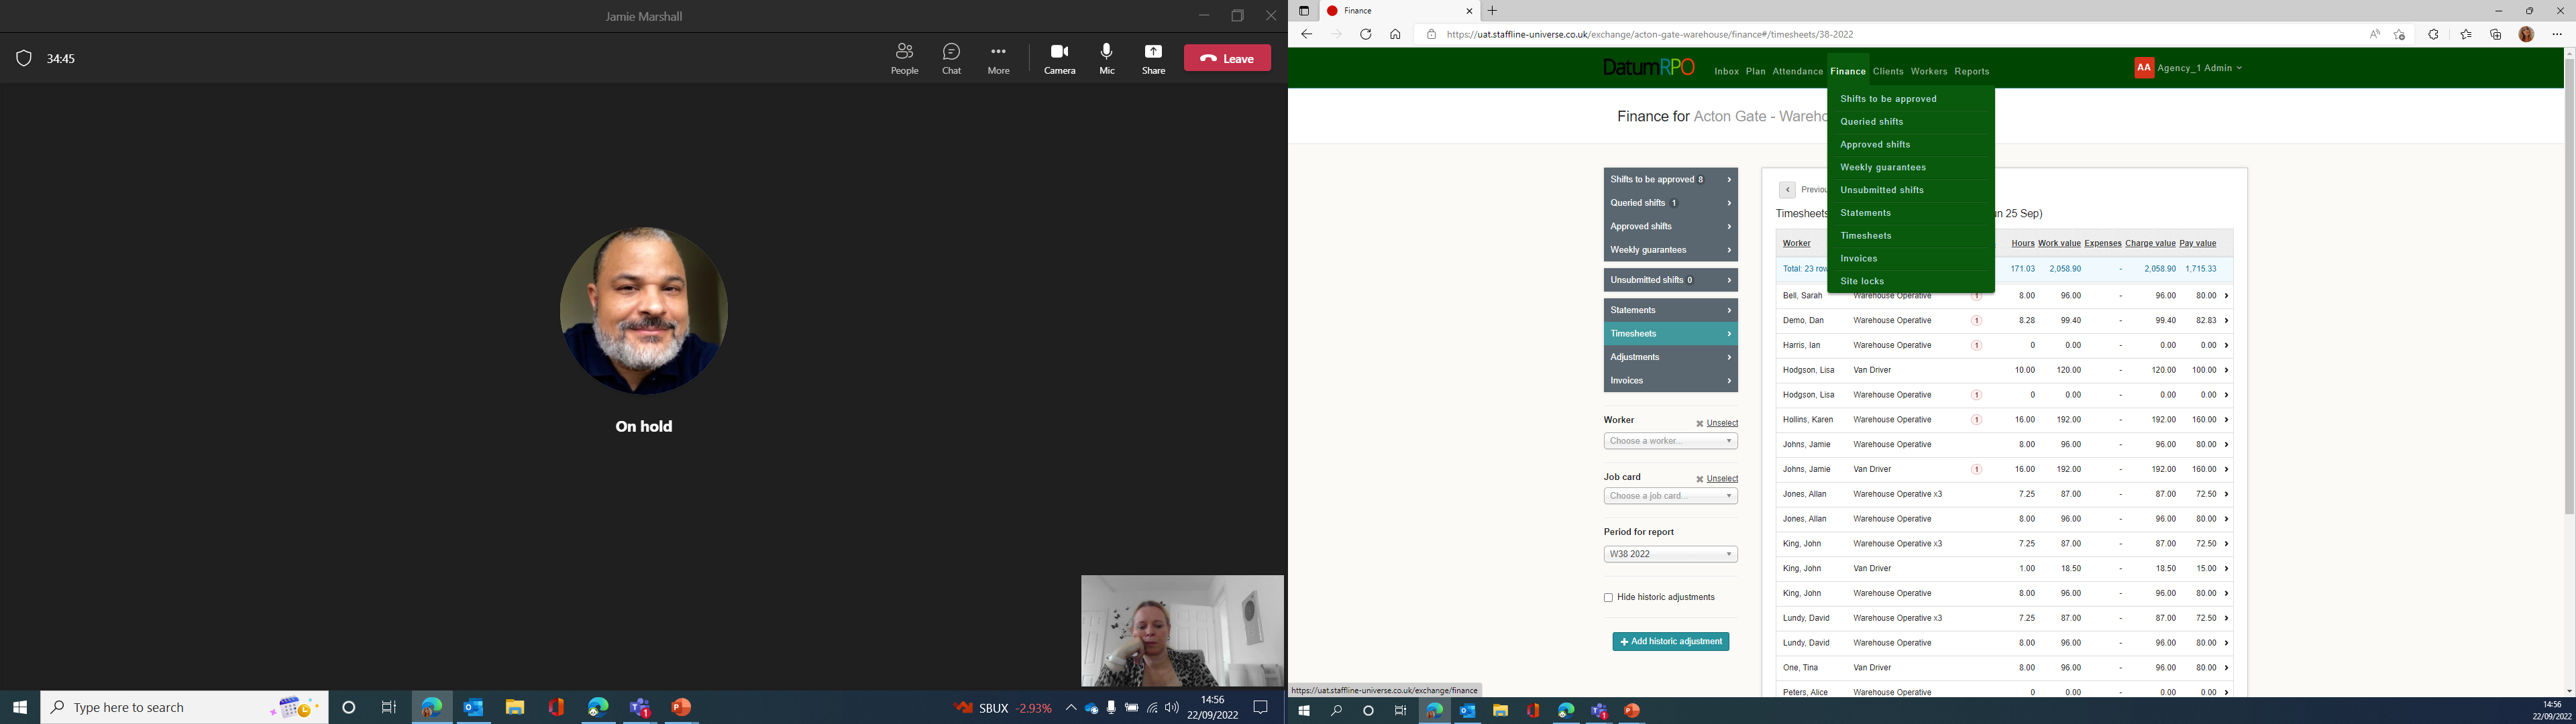 Jamie Marshall
34:45
People
Chat
More
Camera
Mic
Share
Leave
On hold
Type here to search
SBUX -2.93%
14:56
22/09/2022
Finance
https://uat.staffline-universe.co.uk/exchange/acton-gate-warehouse/finance#/timesheets/38-2022
DatumRPO
Inbox Plan Attendance Finance Clients Workers Reports
AA Agency_1 Admin
Finance for Acton Gate - Wareho
Shifts to be approved
Queried shifts
Approved shifts
Weekly guarantees
Unsubmitted shifts
Statements
Timesheets
Invoices
Site locks
Shifts to be approved 8
Queried shifts 1
Approved shifts
Weekly guarantees
Unsubmitted shifts 0
Statements
Timesheets
Adjustments
Invoices
Worker
Unselect
Choose a worker...
Job card
Unselect
Choose a job card...
Period for report
W38 2022
Hide historic adjustments
+ Add historic adjustment
Previou
Timesheets un 25 Sep)
Worker Hours Work value Expenses Charge value Pay value
Total: 23 row 171.03 2,058.90 - 2,058.90 1,715.33
Bell, Sarah Warehouse Operative 1 8.00 96.00 - 96.00 80.00
Demo, Dan Warehouse Operative 1 8.28 99.40 - 99.40 82.83
Harris, Ian Warehouse Operative 1 0 0.00 - 0.00 0.00
Hodgson, Lisa Van Driver 10.00 120.00 - 120.00 100.00
Hodgson, Lisa Warehouse Operative 1 0 0.00 - 0.00 0.00
Hollins, Karen Warehouse Operative 1 16.00 192.00 - 192.00 160.00
Johns, Jamie Warehouse Operative 8.00 96.00 - 96.00 80.00
Johns, Jamie Van Driver 1 16.00 192.00 - 192.00 160.00
Jones, Allan Warehouse Operative x3 7.25 87.00 - 87.00 72.50
Jones, Allan Warehouse Operative 8.00 96.00 - 96.00 80.00
King, John Warehouse Operative x3 7.25 87.00 - 87.00 72.50
King, John Van Driver 1.00 18.50 - 18.50 15.00
King, John Warehouse Operative 8.00 96.00 - 96.00 80.00
Lundy, David Warehouse Operative x3 7.25 87.00 - 87.00 72.50
Lundy, David Warehouse Operative 8.00 96.00 - 96.00 80.00
One, Tina Van Driver 8.00 96.00 - 96.00 80.00
Peters, Alice Warehouse Operative 0 0.00 - 0.00 0.00
https://uat.staffline-universe.co.uk/exchange/finance
14:56
22/09/2022